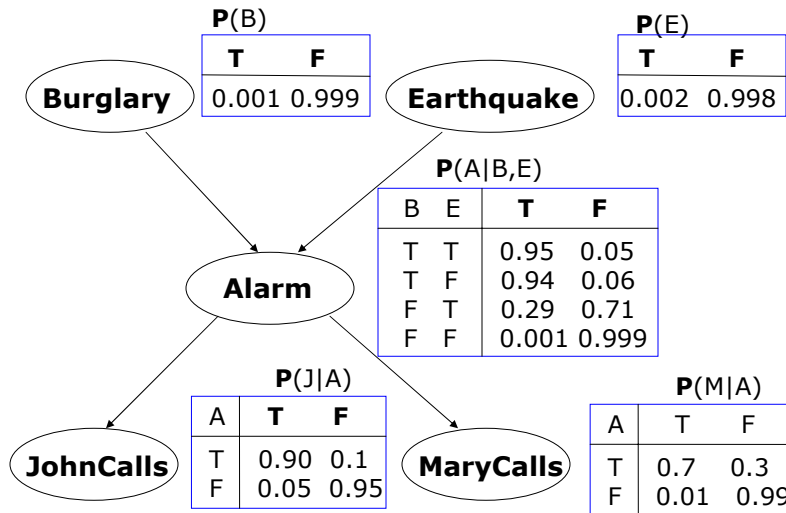 P(B)
P(E)
T F
T F
Burglary
0.001 0.999
Earthquake
0.002 0.998
P(A|B,E)
B E T F
T T 0.95 0.05
T F 0.94 0.06
F T 0.29 0.71
F F 0.001 0.999
Alarm
P(J|A)
P(M|A)
A T F
A T F
JohnCalls
T 0.90 0.1
F 0.05 0.95
MaryCalls
T 0.7 0.3
F 0.01 0.99